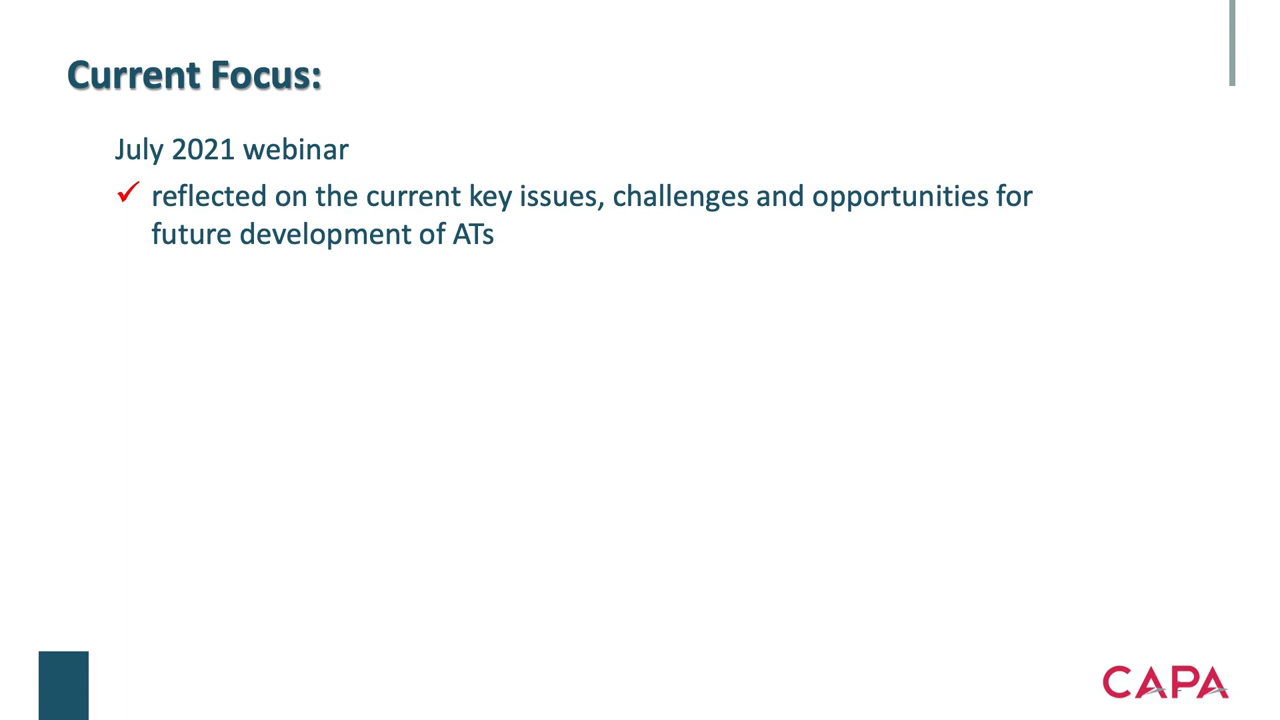 Current Focus:
July 2021 webinar
✓ reflected on the current key issues, challenges and opportunities for
future development of ATs
CAPA